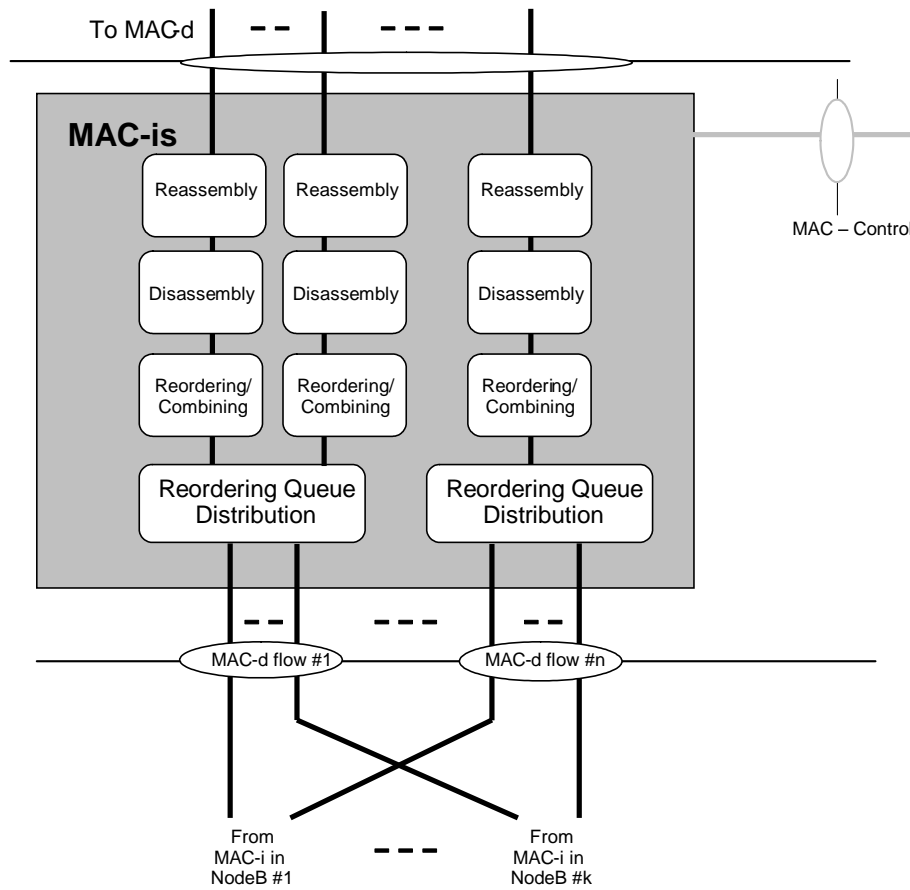 To MAC-d
MAC-is
MAC – Control
Reassembly
Reassembly
Reassembly
Disassembly
Disassembly
Disassembly
Reordering/
Combining
Reordering/
Combining
Reordering/
Combining
Reordering Queue
Distribution
Reordering Queue
Distribution
MAC-d flow #1
MAC-d flow #n
From
MAC-i in
NodeB #1
From
MAC-i in
NodeB #k